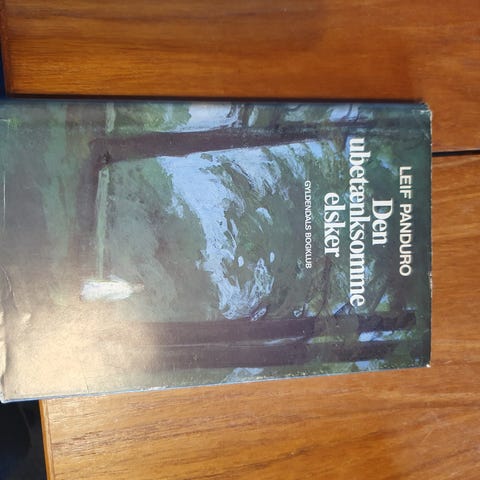 LEIF PANDURO
Den
ubetænksomme
elsker
GYLDENDALS BOGKLUB